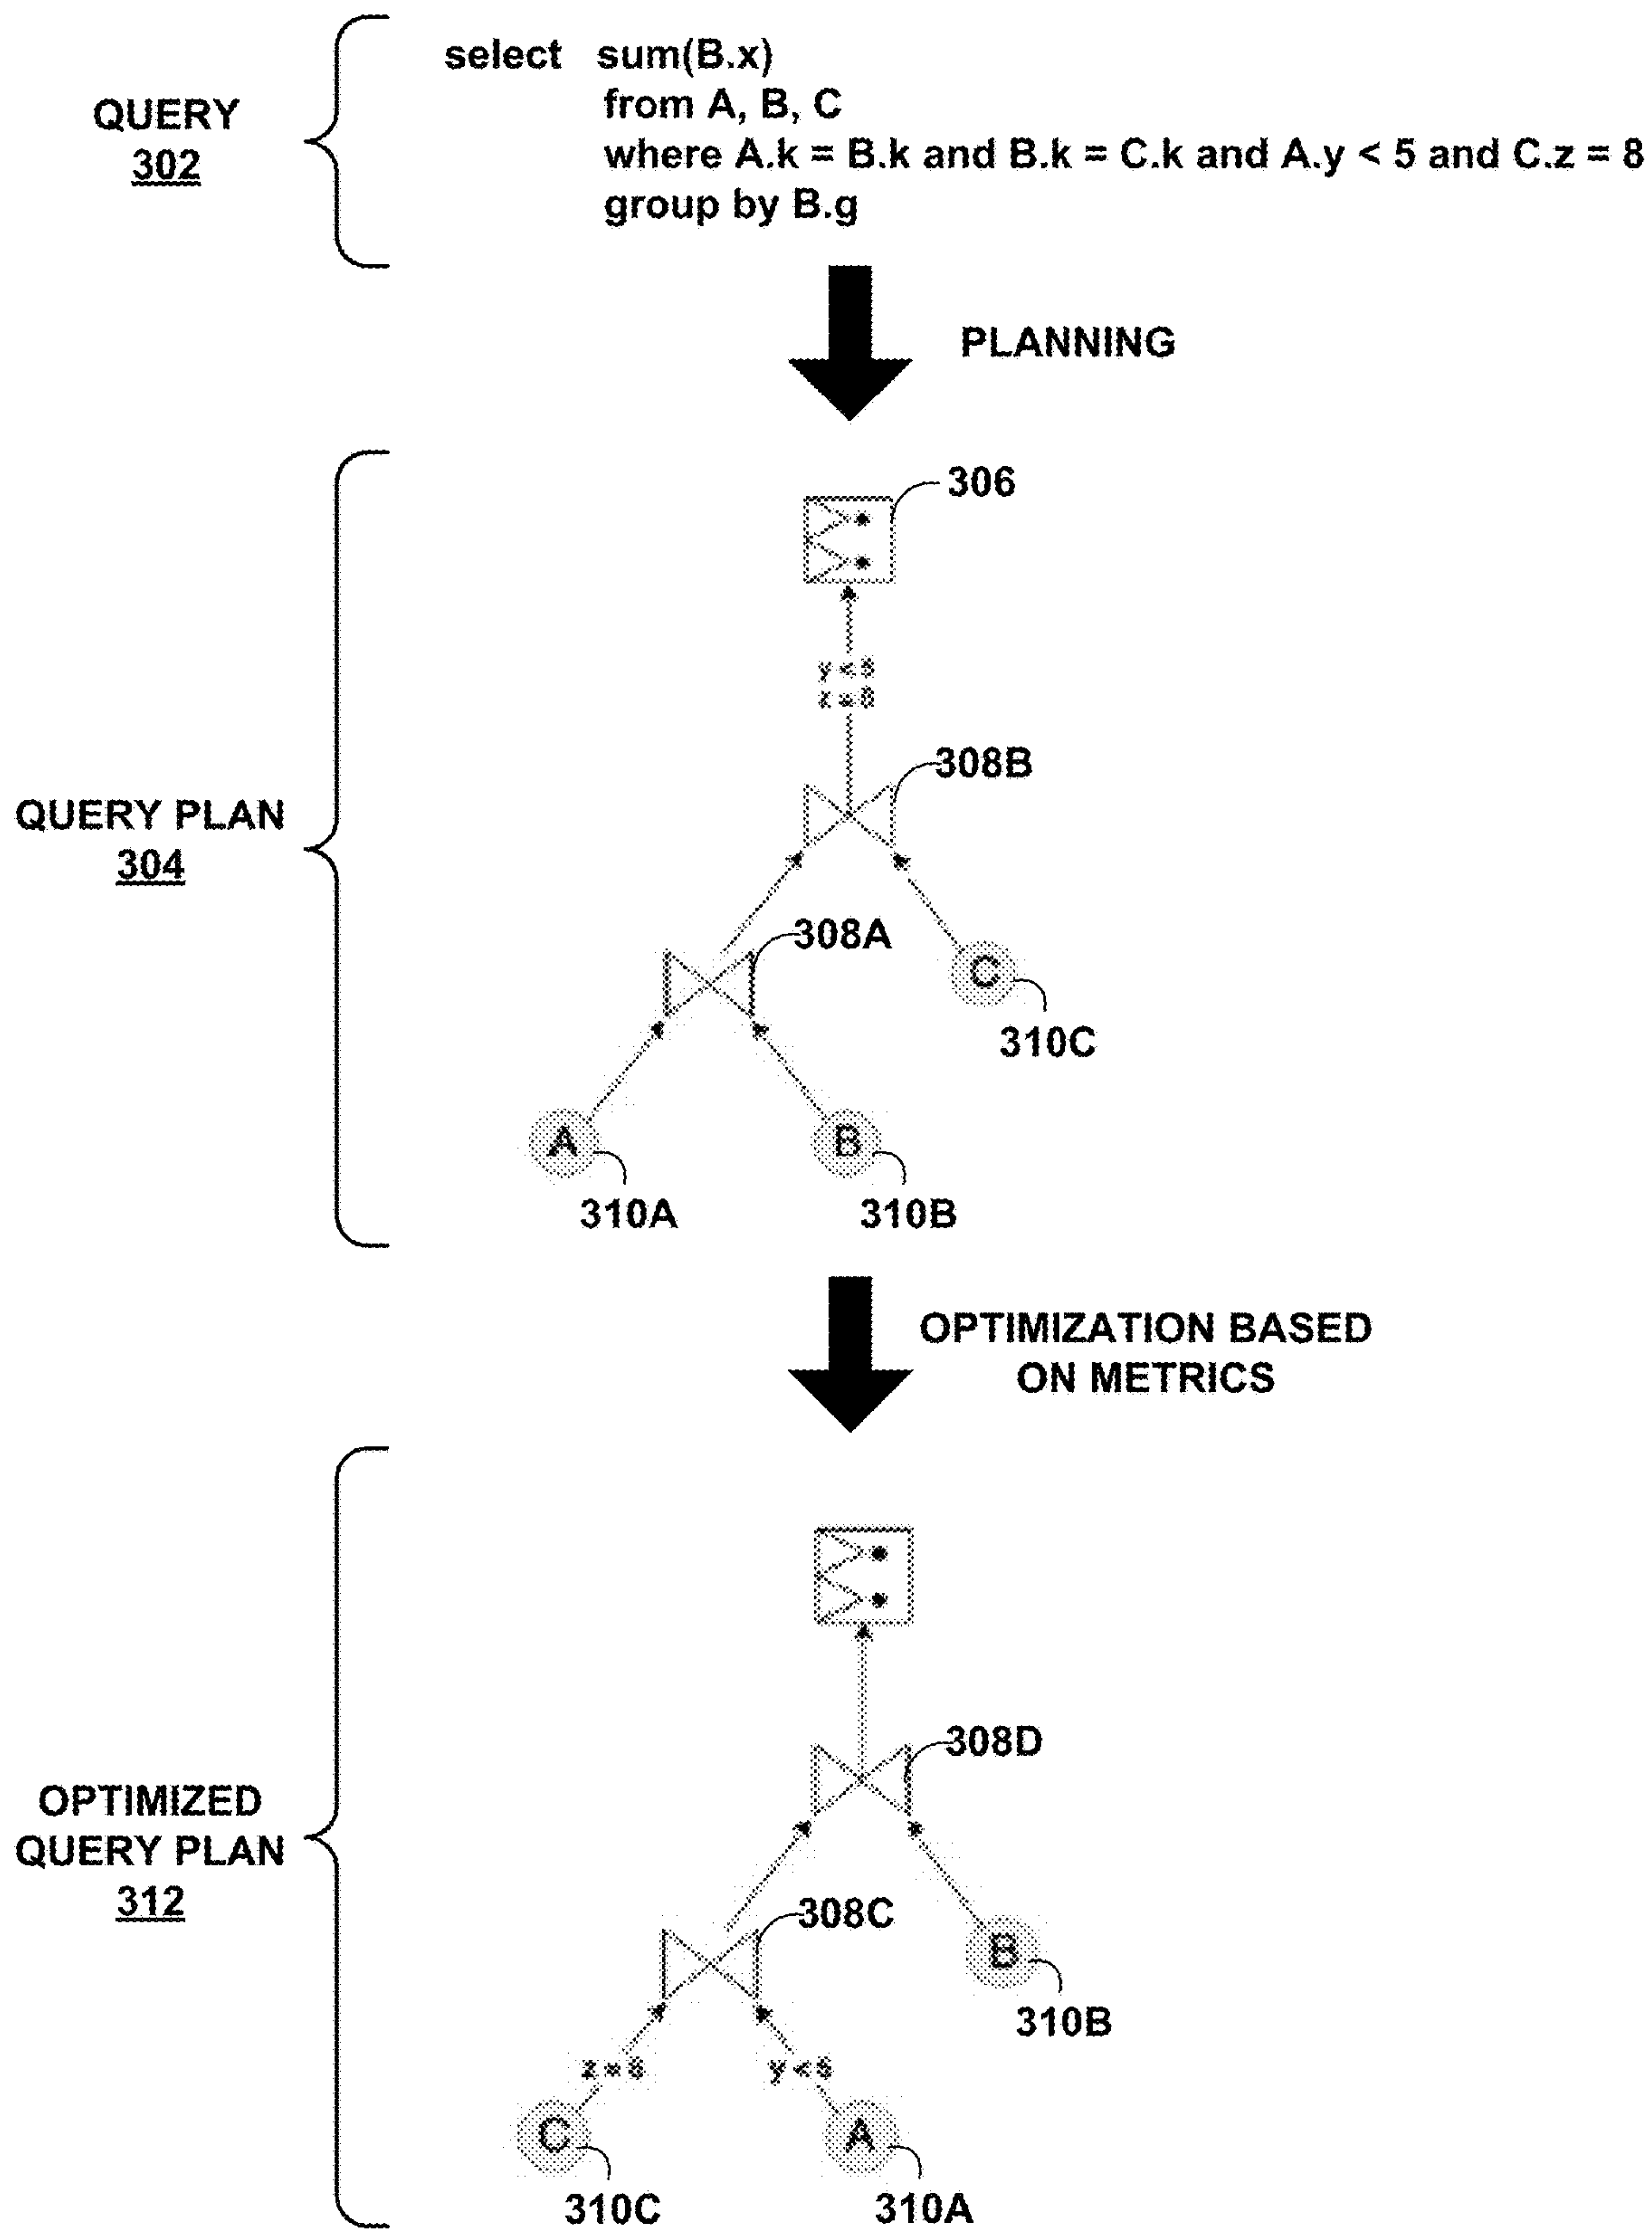 QUERY
302
select sum(B.x)
from A, B, C
where A.k = B.k and B.k = C.k and A.y < 5 and C.z = 8
group by B.g
PLANNING
306
y < 5
z = 8
308B
QUERY PLAN
304
308A
C
310C
A
B
310A
310B
OPTIMIZATION BASED
ON METRICS
308D
OPTIMIZED
QUERY PLAN
312
308C
B
310B
z = 8
y < 5
C
A
310C
310A